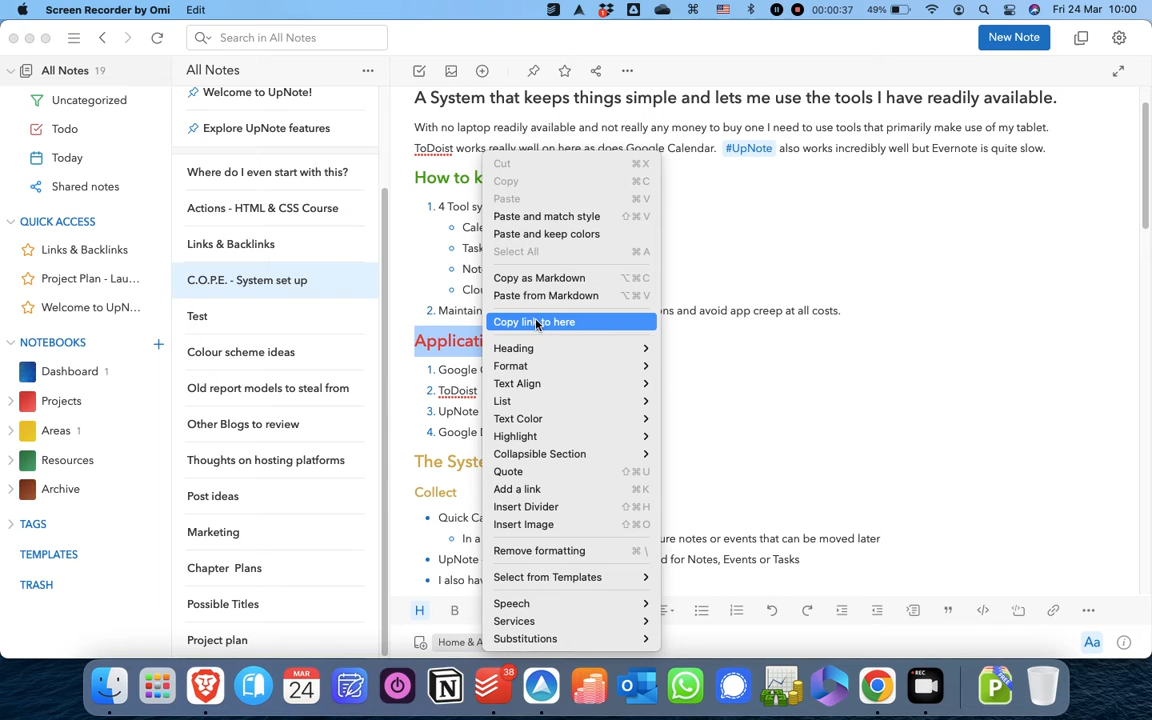 Screen Recorder by Omi Edit 00:00:37 49% Fri 24 Mar 10:00
Search in All Notes
New Note
All Notes 19
Uncategorized
Todo
Today
Shared notes
QUICK ACCESS
Links & Backlinks
Project Plan - Lau...
Welcome to UpN...
NOTEBOOKS
Dashboard 1
Projects
Areas 1
Resources
Archive
TAGS
TEMPLATES
TRASH
All Notes
Welcome to UpNote!
Explore UpNote features
Where do I even start with this?
Actions - HTML & CSS Course
Links & Backlinks
C.O.P.E. - System set up
Test
Colour scheme ideas
Old report models to steal from
Other Blogs to review
Thoughts on hosting platforms
Post ideas
Marketing
Chapter Plans
Possible Titles
Project plan
A System that keeps things simple and lets me use the tools I have readily available.
With no laptop readily available and not really any money to buy one I need to use tools that primarily make use of my tablet.
ToDoist works really well on here as does Google Calendar. #UpNote also works incredibly well but Evernote is quite slow.
How to k
1. 4 Tool sy
Cale
Task
Not
Clou
2. Maintain ns and avoid app creep at all costs.
Applicati
1. Google C
2. ToDoist
3. UpNote
4. Google D
The Syste
Collect
Quick Ca
In a ure notes or events that can be moved later
UpNote d for Notes, Events or Tasks
I also hav
Cut ⌘X
Copy ⌘C
Paste ⌘V
Paste and match style ⇧⌘V
Paste and keep colors
Select All ⌘A
Copy as Markdown ⌥⌘C
Paste from Markdown ⌥⌘V
Copy link to here
Heading
Format
Text Align
List
Text Color
Highlight
Collapsible Section
Quote ⇧⌘U
Add a link ⌘K
Insert Divider ⇧⌘H
Insert Image ⇧⌘O
Remove formatting ⌘\
Select from Templates
Speech
Services
Substitutions
H B
Home & A
Aa
MAR
24
38
REC